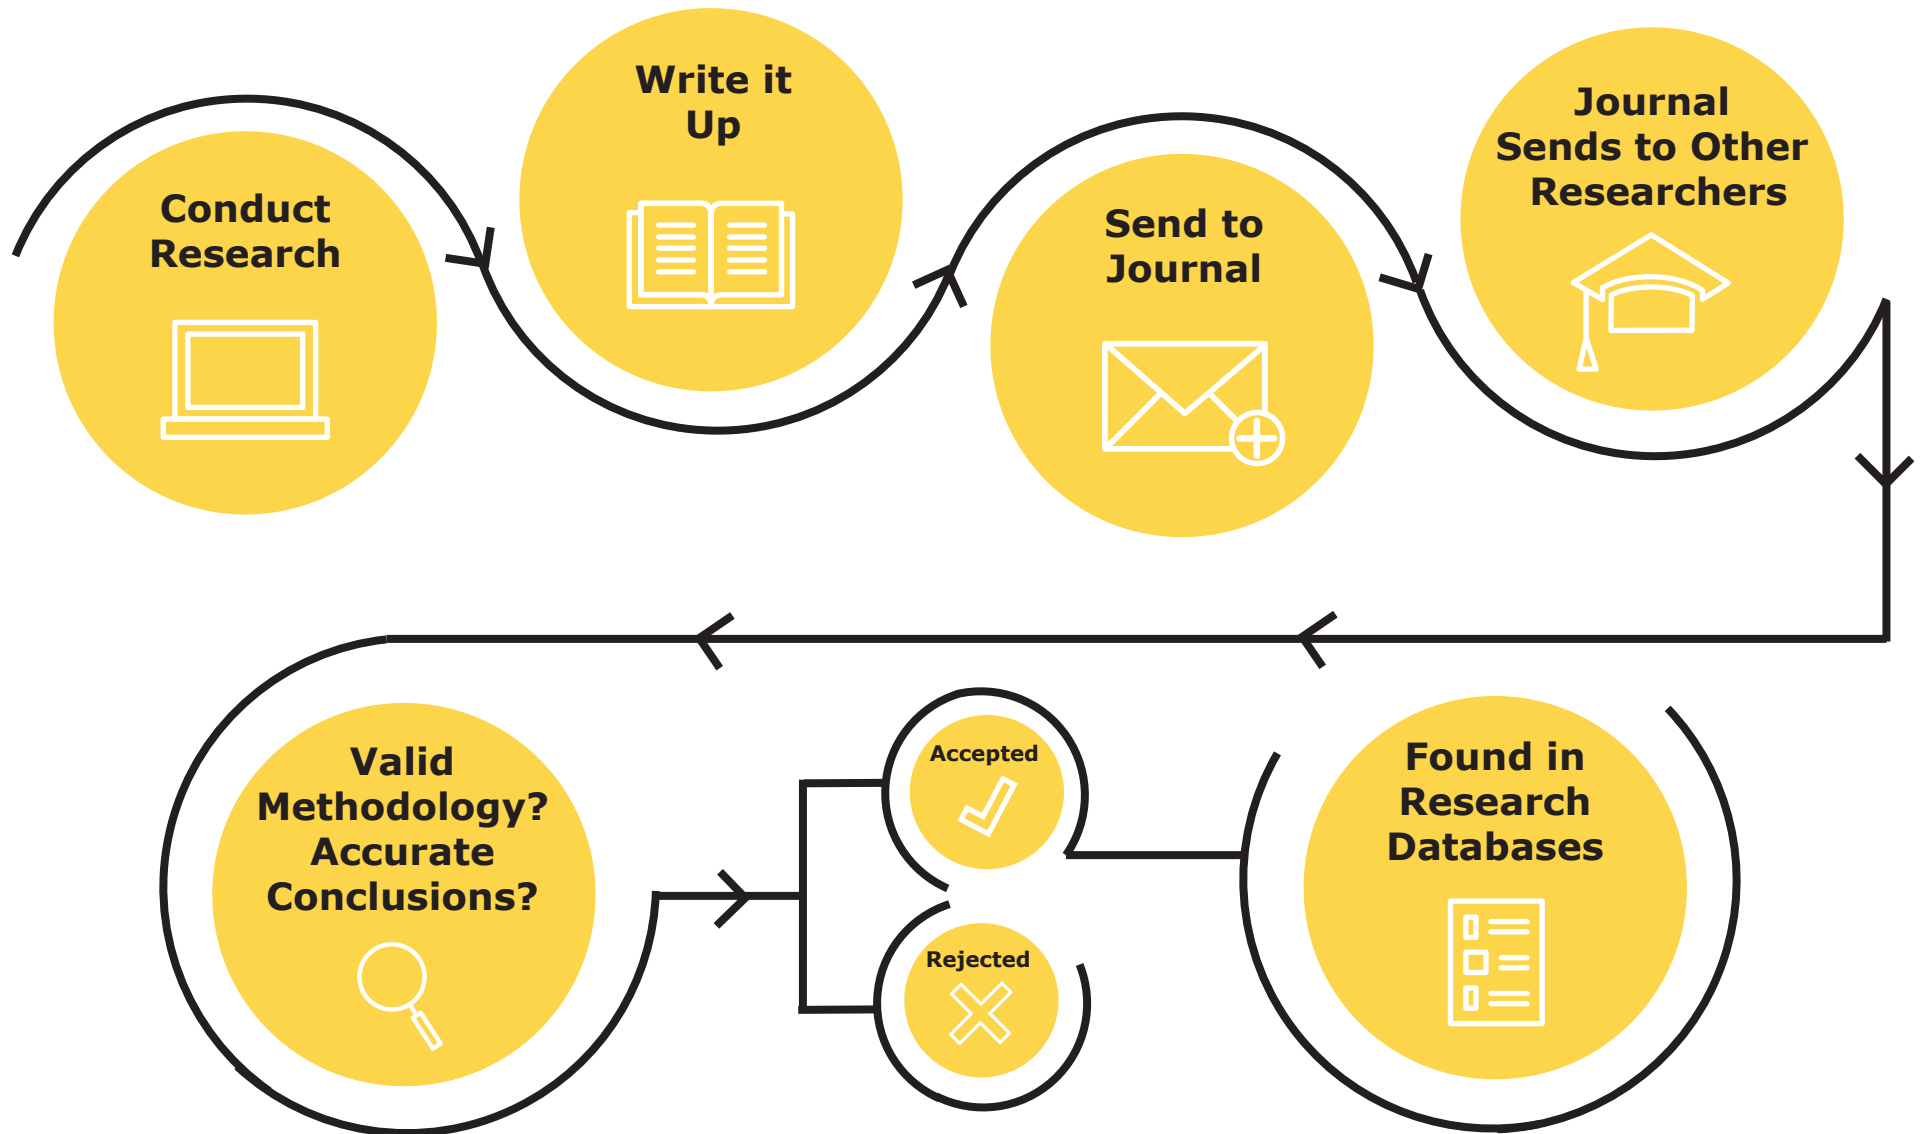 Conduct
Research
Write it
Up
Send to
Journal
Journal
Sends to Other
Researchers
Valid
Methodology?
Accurate
Conclusions?
Accepted
Rejected
Found in
Research
Databases